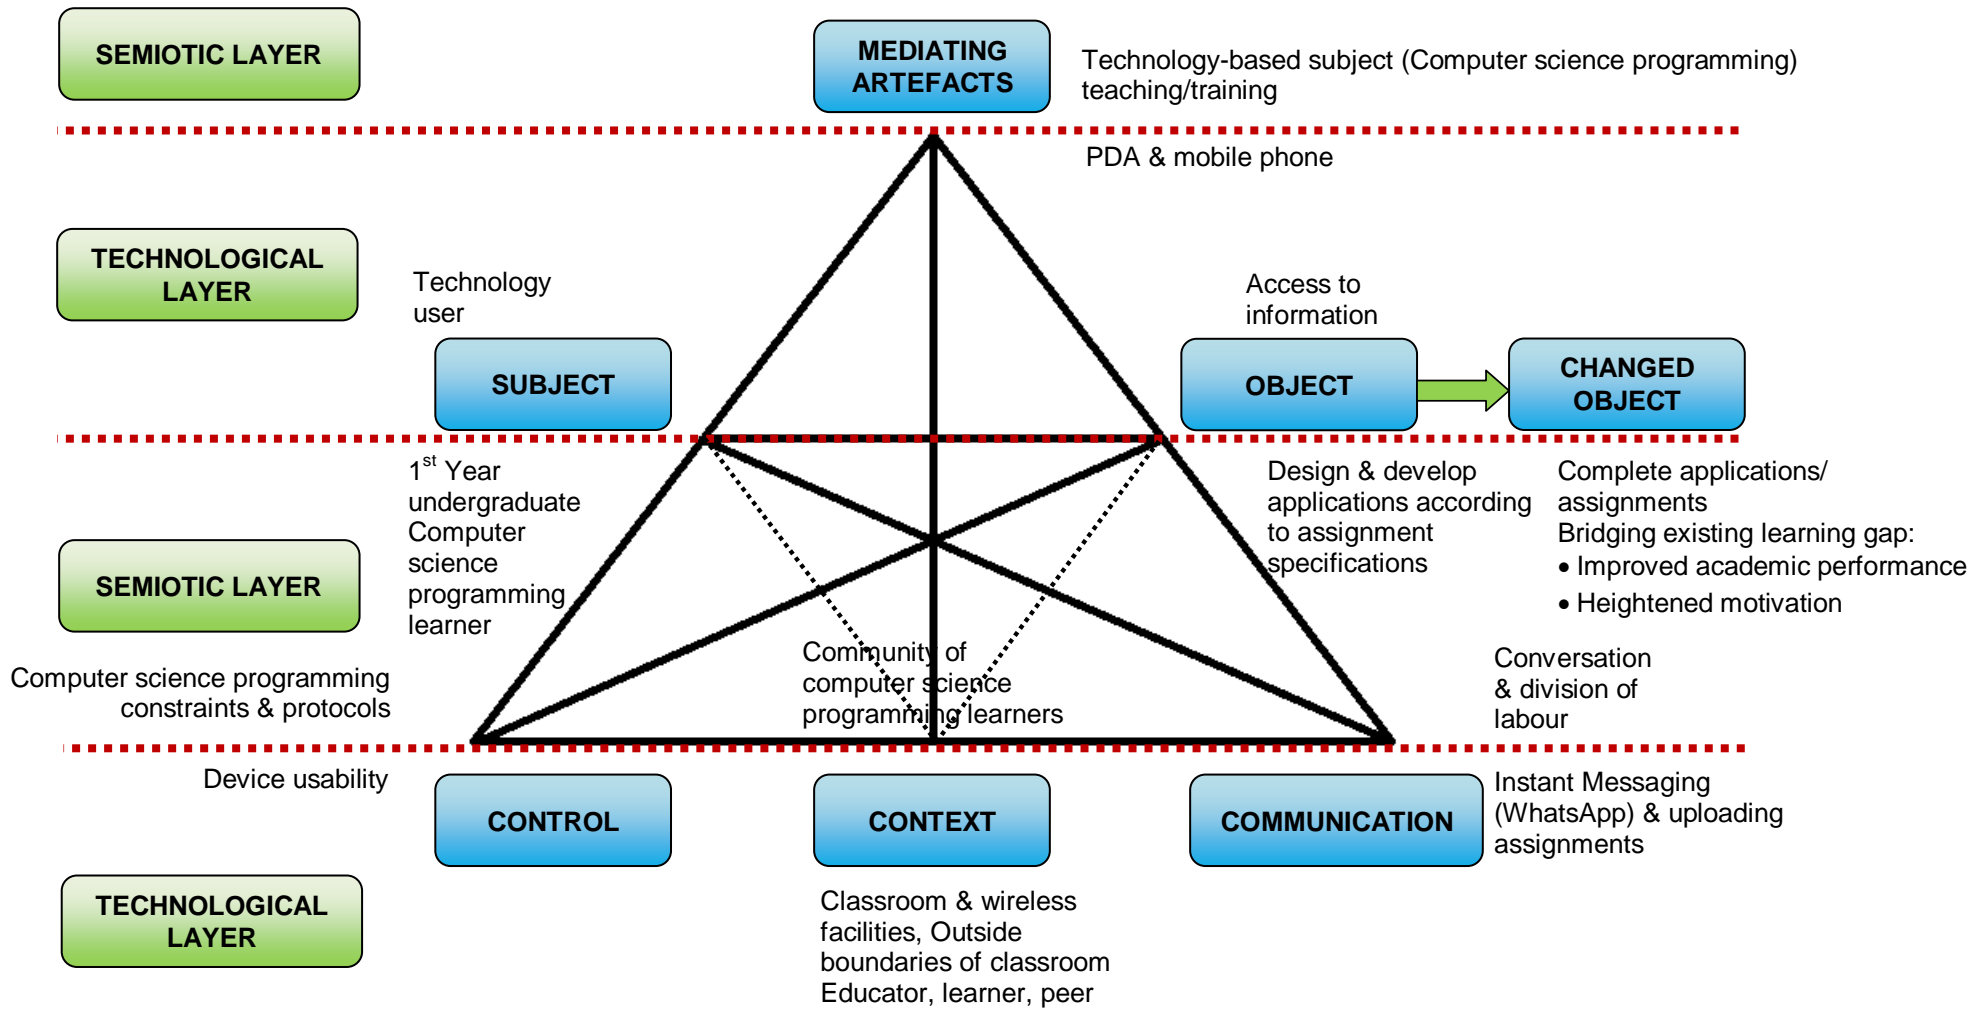 SEMIOTIC LAYER
MEDIATING
ARTEFACTS
Technology-based subject (Computer science programming)
teaching/training
PDA & mobile phone
TECHNOLOGICAL
LAYER
Technology
user
Access to
information
SUBJECT
OBJECT
CHANGED
OBJECT
1st Year
undergraduate
Computer
science
programming
learner
Design & develop
applications according
to assignment
specifications
Complete applications/
assignments
Bridging existing learning gap:
• Improved academic performance
• Heightened motivation
SEMIOTIC LAYER
Computer science programming
constraints & protocols
Community of
computer science
programming learners
Conversation
& division of
labour
Device usability
CONTROL
CONTEXT
COMMUNICATION
Instant Messaging
(WhatsApp) & uploading
assignments
TECHNOLOGICAL
LAYER
Classroom & wireless
facilities, Outside
boundaries of classroom
Educator, learner, peer